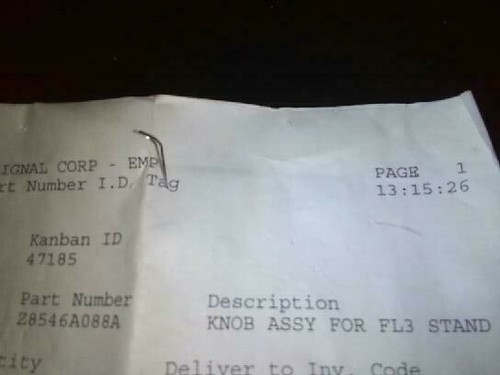 IGNAL CORP - EMP PAGE 1
rt Number I.D. Tag 13:15:26
Kanban ID
47185
Part Number Description
Z8546A088A KNOB ASSY FOR FL3 STAND
tity Deliver to Inv. Code